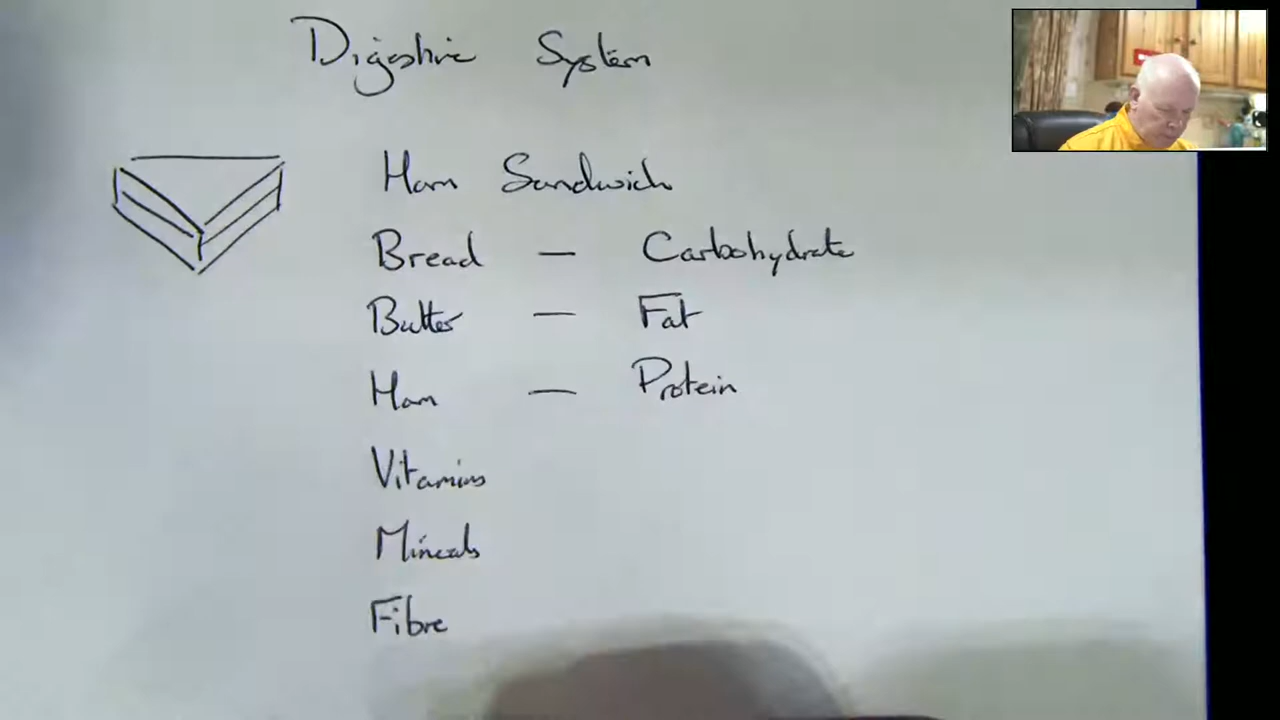 Digestive System
Ham Sandwich
Bread — Carbohydrate
Butter — Fat
Ham — Protein
Vitamins
Minerals
Fibre